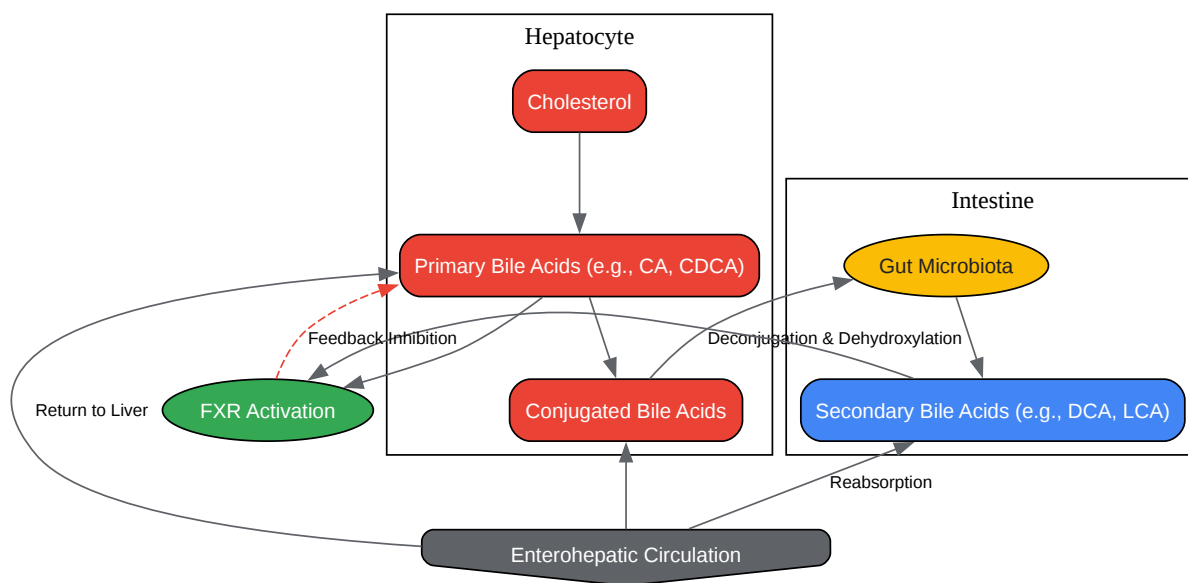 Hepatocyte
Cholesterol
Intestine
Primary Bile Acids (e.g., CA, CDCA)
Gut Microbiota
Feedback Inhibition
Deconjugation & Dehydroxylation
Return to Liver
FXR Activation
Conjugated Bile Acids
Secondary Bile Acids (e.g., DCA, LCA)
Reabsorption
Enterohepatic Circulation